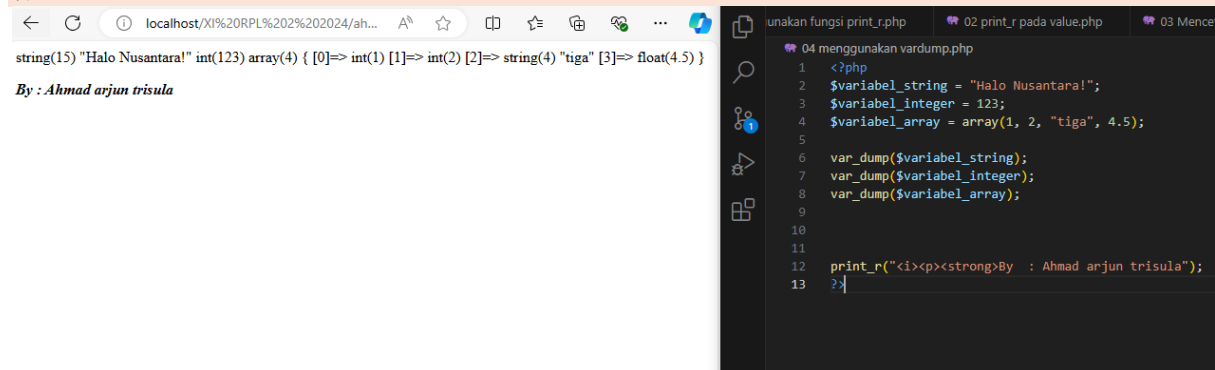 localhost/XI%20RPL%202%202024/ah...
string(15) "Halo Nusantara!" int(123) array(4) { [0]=> int(1) [1]=> int(2) [2]=> string(4) "tiga" [3]=> float(4.5) }
By : Ahmad arjun trisula
unakan fungsi print_r.php 02 print_r pada value.php 03 Mence
04 menggunakan vardump.php
1 <?php
2 $variabel_string = "Halo Nusantara!";
3 $variabel_integer = 123;
4 $variabel_array = array(1, 2, "tiga", 4.5);
5
6 var_dump($variabel_string);
7 var_dump($variabel_integer);
8 var_dump($variabel_array);
9
10
11
12 print_r("<i><p><strong>By  : Ahmad arjun trisula");
13 ?>
1